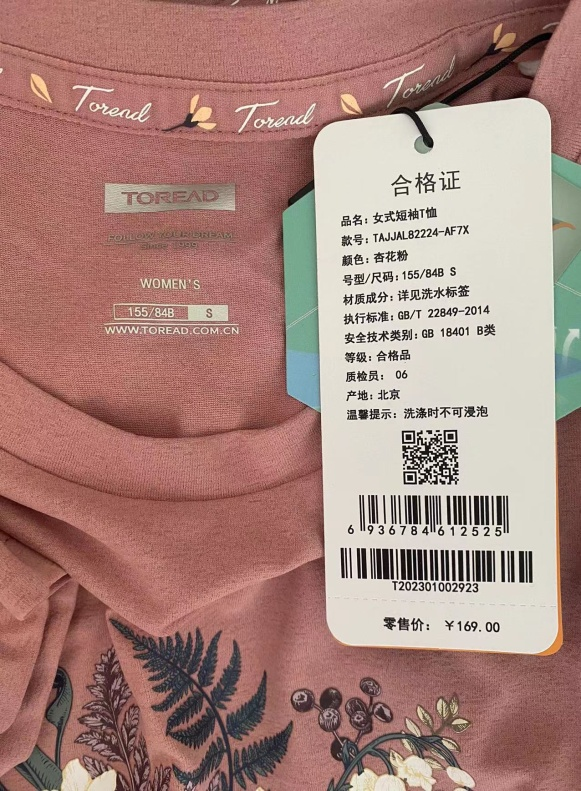 Toread
Toread
Toread
TOREAD
FOLLOW YOUR DREAM
since 1999
WOMEN'S
155/84B S
WWW.TOREAD.COM.CN
合格证
品名：女式短袖T恤
款号：TAJJAL82224-AF7X
颜色：杏花粉
号型/尺码：155/84B S
材质成分：详见洗水标签
执行标准：GB/T 22849-2014
安全技术类别：GB 18401 B类
等级：合格品
质检员： 06
产地：北京
温馨提示：洗涤时不可浸泡
6 936784 612525
T202301002923
零售价： ￥169.00